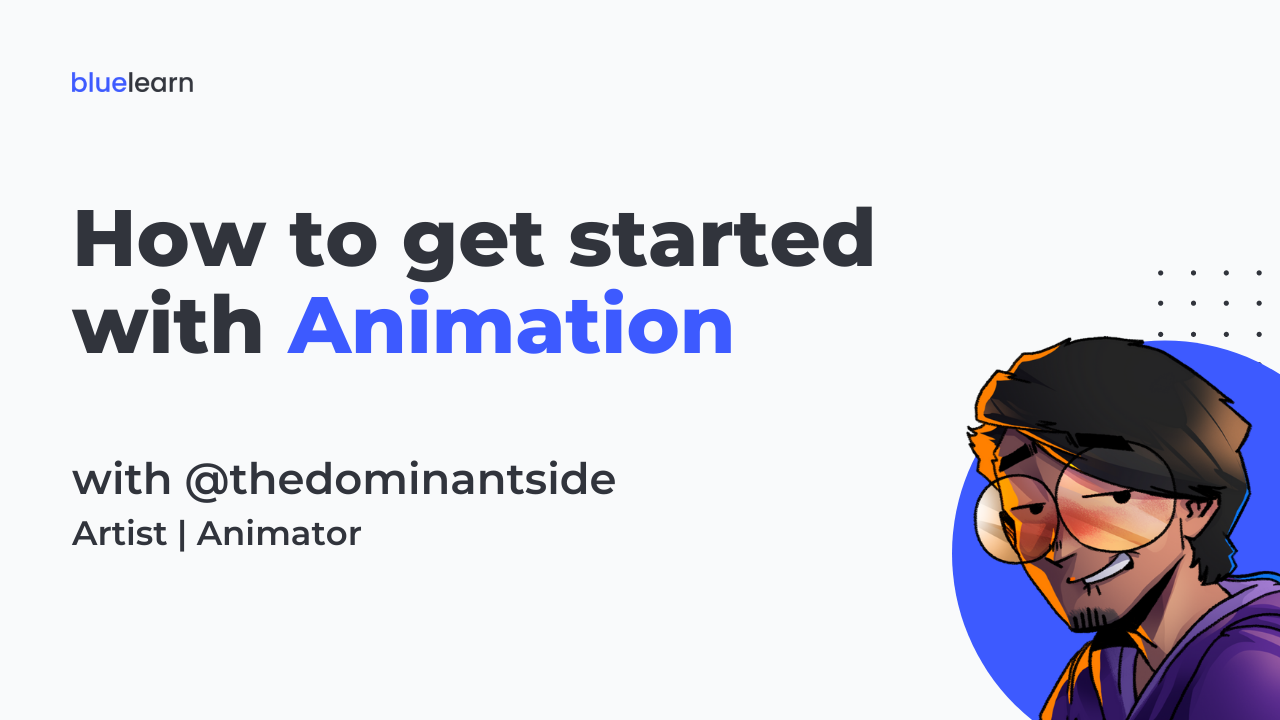 bluelearn
How to get started
with Animation
with @thedominantside
Artist | Animator